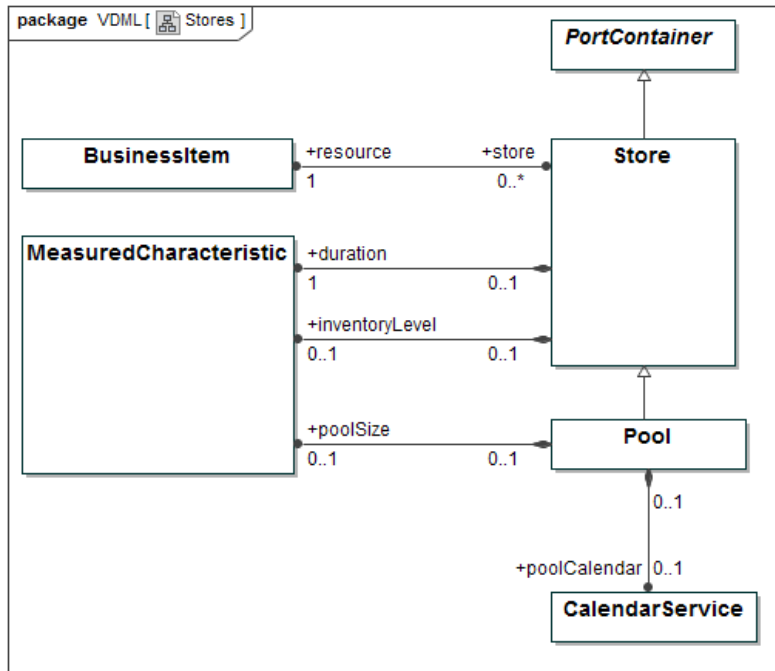 package VDML [ Stores ]
PortContainer
BusinessItem
+resource
+store
Store
1
0..*
MeasuredCharacteristic
+duration
1
0..1
+inventoryLevel
0..1
0..1
+poolSize
Pool
0..1
0..1
0..1
+poolCalendar
0..1
CalendarService